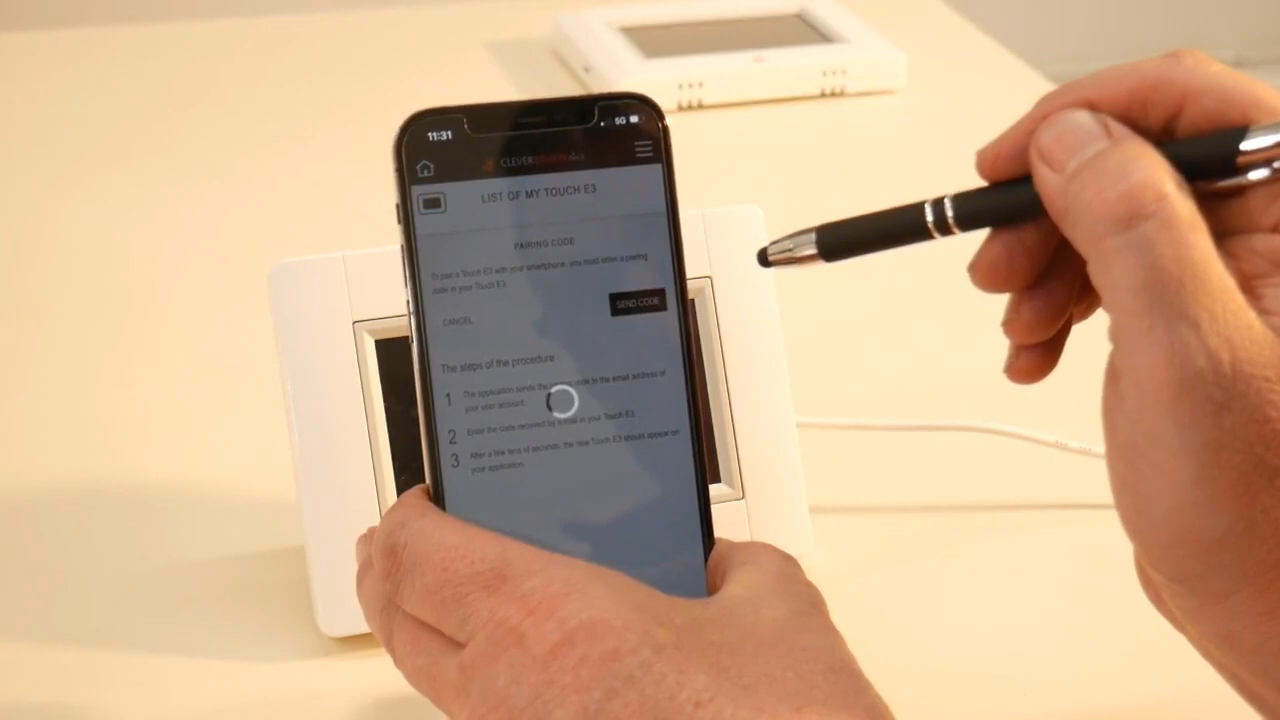 11:31
5G
CLEVER
LIST OF MY TOUCH E3
PAIRING CODE
To pair a Touch E3 with your smartphone, you must enter a pairing
code in your Touch E3.
SEND CODE
CANCEL
The steps of the procedure
1 The application sends the code to the email address of
your user account.
2 Enter the code received by e-mail in your Touch E3.
3 After a few tens of seconds, the new Touch E3 should appear on
your application.